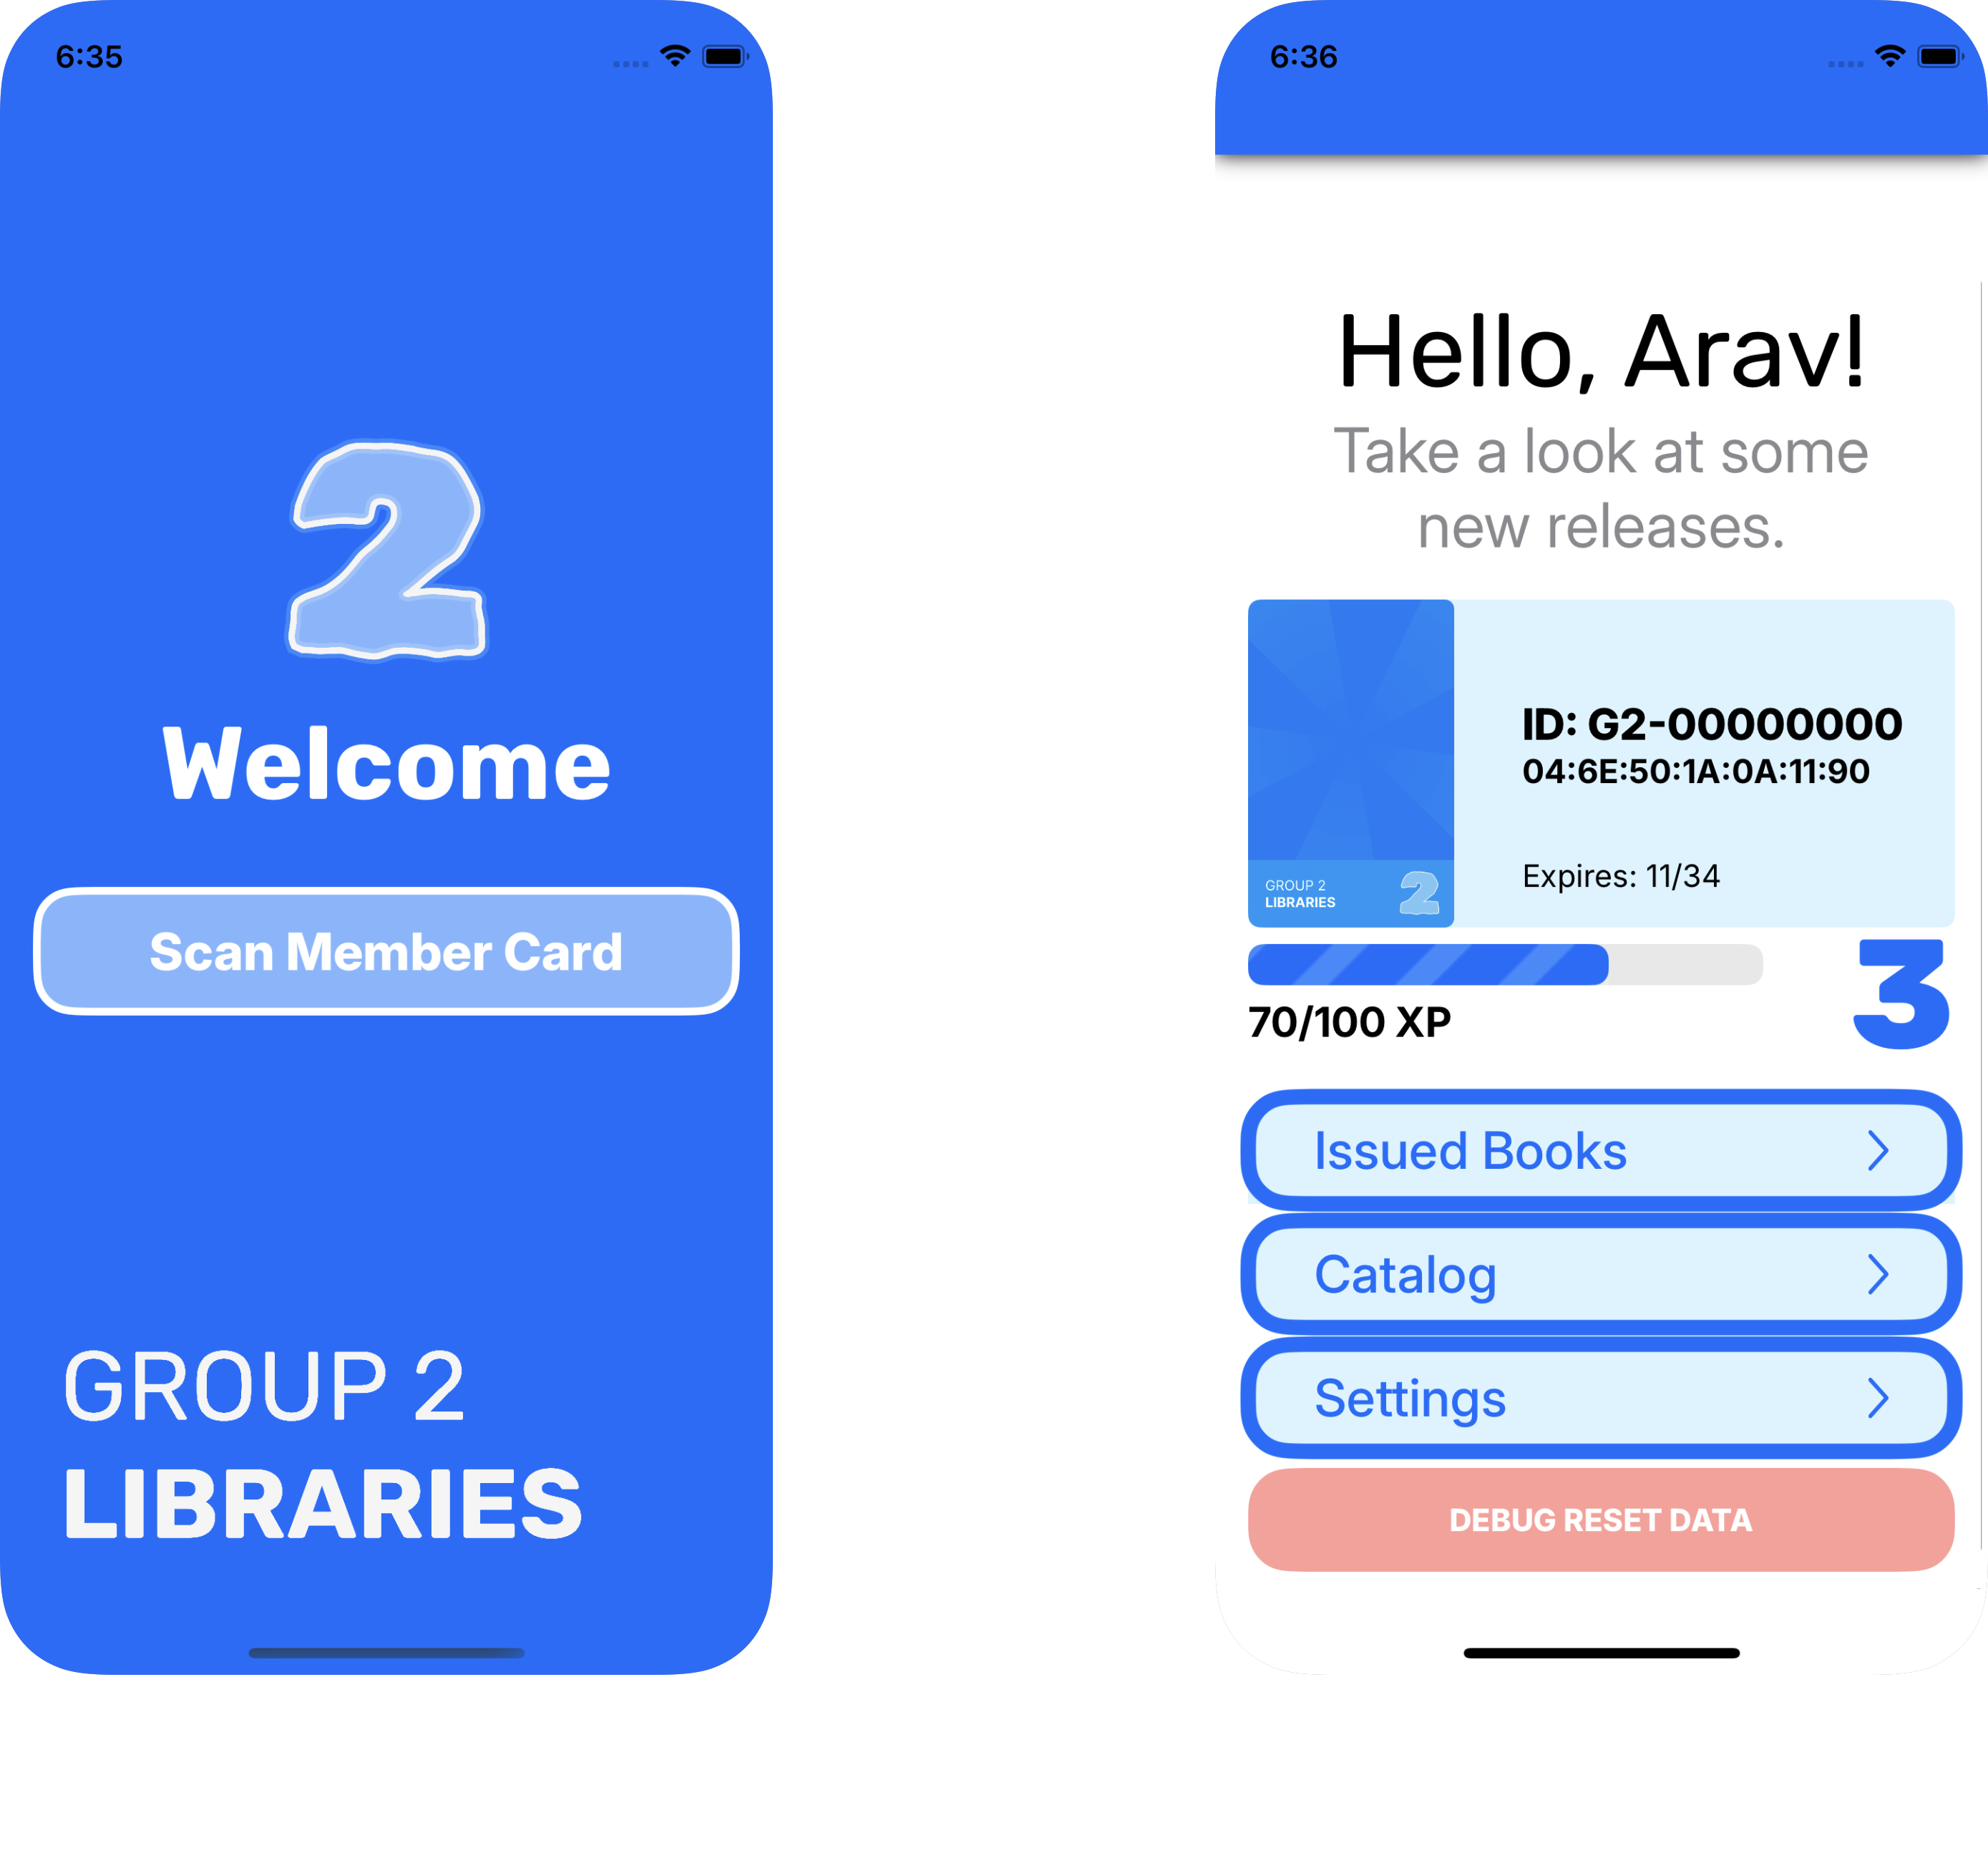 6:35
2
Welcome
Scan Member Card
GROUP 2
LIBRARIES
6:36
Hello, Arav!
Take a look at some
new releases.
ID: G2-00000000
04:6E:50:1A:0A:11:90
Expires: 11/34
GROUP 2
LIBRARIES
2
3
70/100 XP
Issued Books
Catalog
Settings
DEBUG RESET DATA